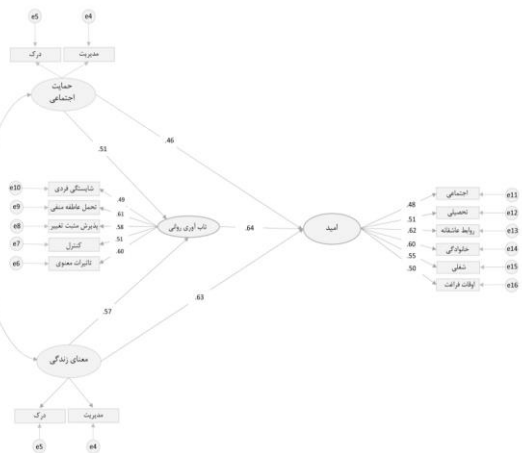 e5
e4
درک
مدیریت
حمایت
اجتماعی
.51
.46
e10
شایستگی فردی
.49
e9
تحمل عاطفه منفی
.61
e8
پذیرش مثبت تغییر
.58
e7
کنترل
.51
e6
تاثیرات معنوی
.60
تاب آوری روانی
.64
امید
.48
اجتماعی
e11
.51
تحصیلی
e12
.62
روابط عاشقانه
e13
.60
خانوادگی
e14
.55
شغلی
e15
.50
اوقات فراغت
e16
.57
.63
معنای زندگی
درک
مدیریت
e5
e4